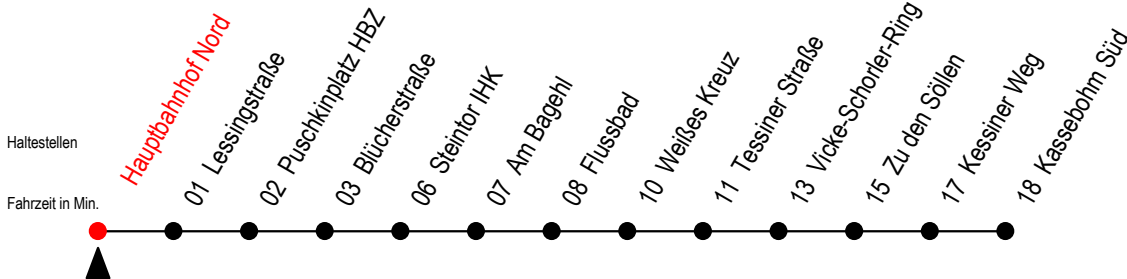 Haltestellen
Fahrzeit in Min.
Hauptbahnhof Nord
01 Lessingstraße
02 Puschkinplatz HBZ
03 Blücherstraße
06 Steintor IHK
07 Am Bagehl
08 Flussbad
10 Weißes Kreuz
11 Tessiner Straße
13 Vicke-Schorler-Ring
15 Zu den Söllen
17 Kessiner Weg
18 Kassebohm Süd